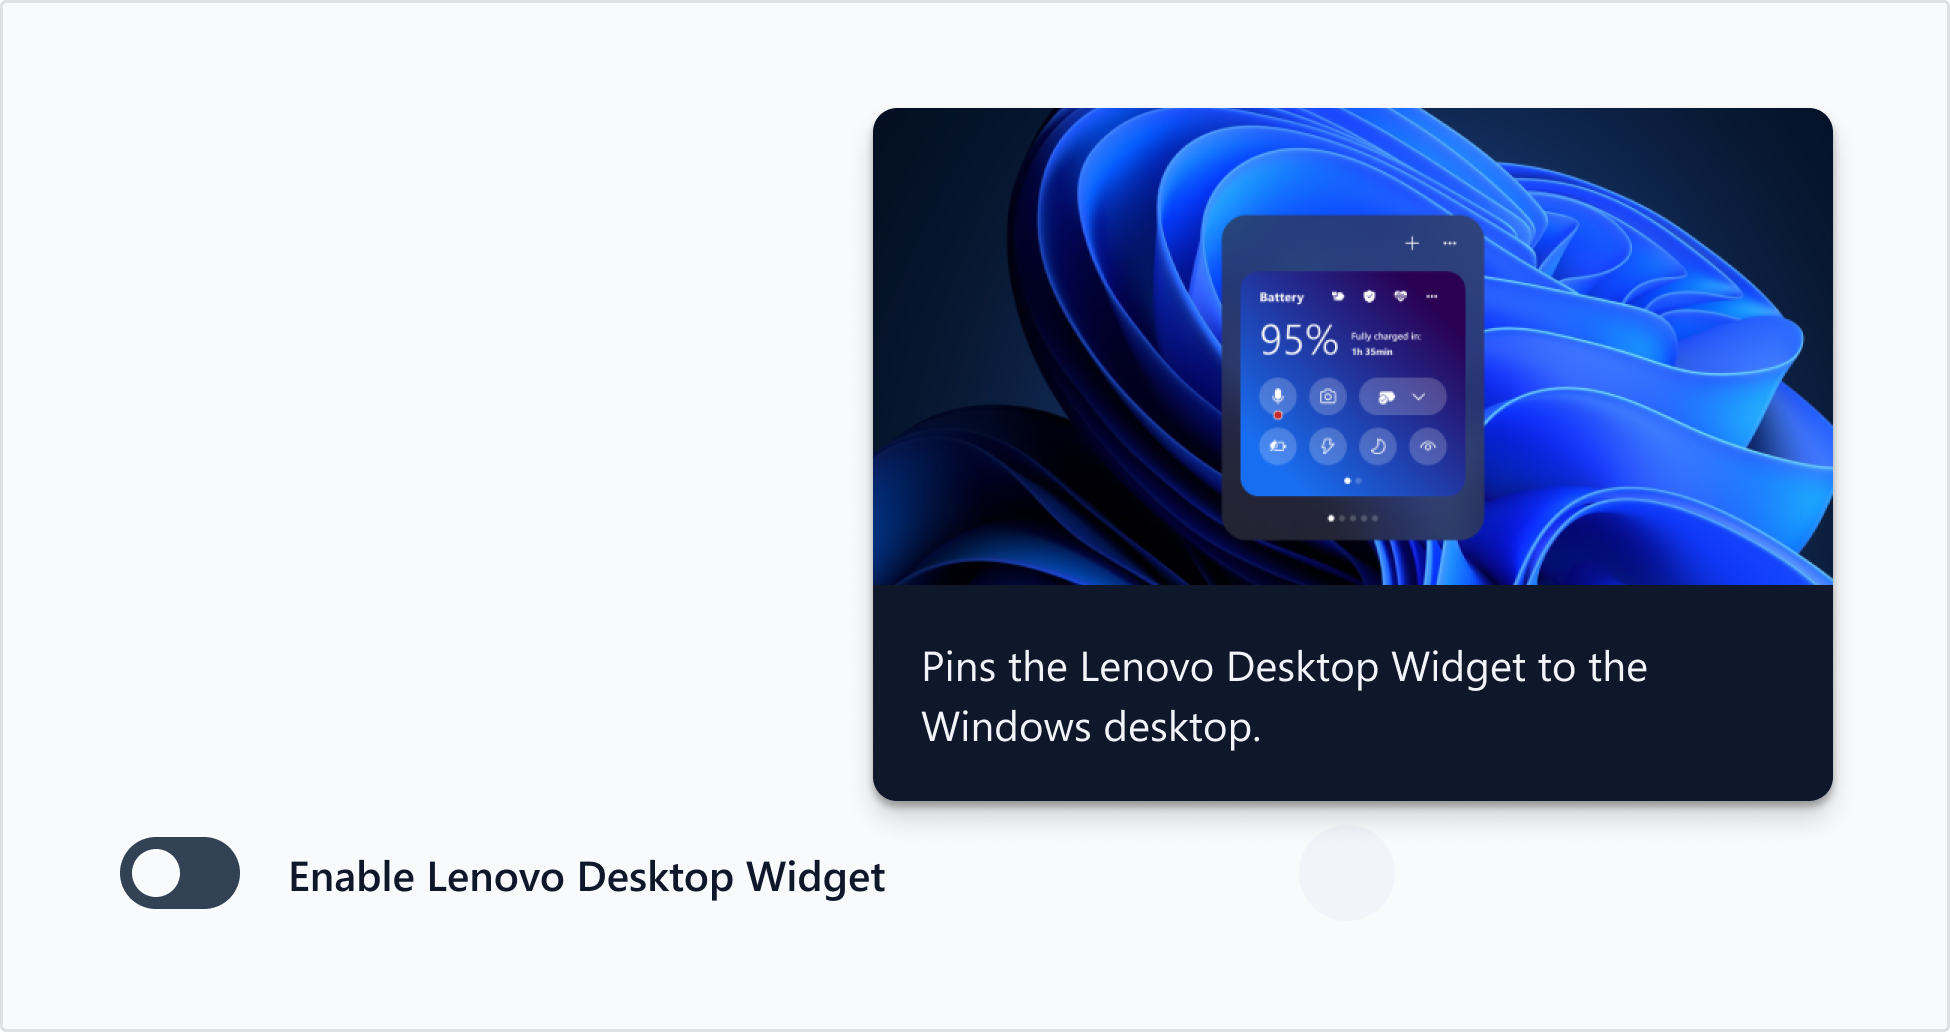 Battery
95%
Fully charged in:
1h 35min
Pins the Lenovo Desktop Widget to the
Windows desktop.
Enable Lenovo Desktop Widget